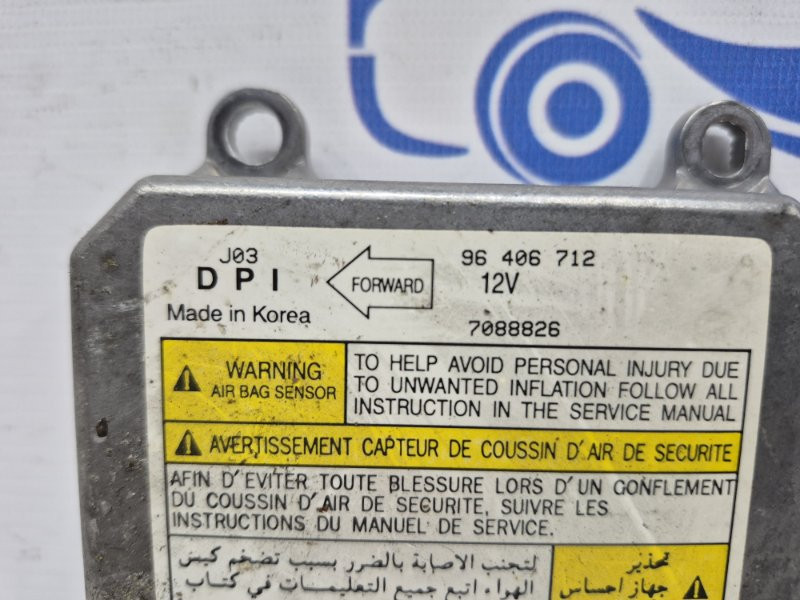 J03
DPI
FORWARD
96 406 712
12V
Made in Korea
7088826
WARNING
AIR BAG SENSOR
TO HELP AVOID PERSONAL INJURY DUE
TO UNWANTED INFLATION FOLLOW ALL
INSTRUCTION IN THE SERVICE MANUAL
AVERTISSEMENT CAPTEUR DE COUSSIN D'AIR DE SECURITE
AFIN D'EVITER TOUTE BLESSURE LORS D'UN GONFLEMENT
DU COUSSIN D'AIR DE SECURITE, SUIVRE LES
INSTRUCTIONS DU MANUEL DE SERVICE.
تحذير
جهاز احساس
لتجنب الاصابة بالضرر بسبب تضخم كيس
الهواء اتبع جميع التعليمات في كتاب